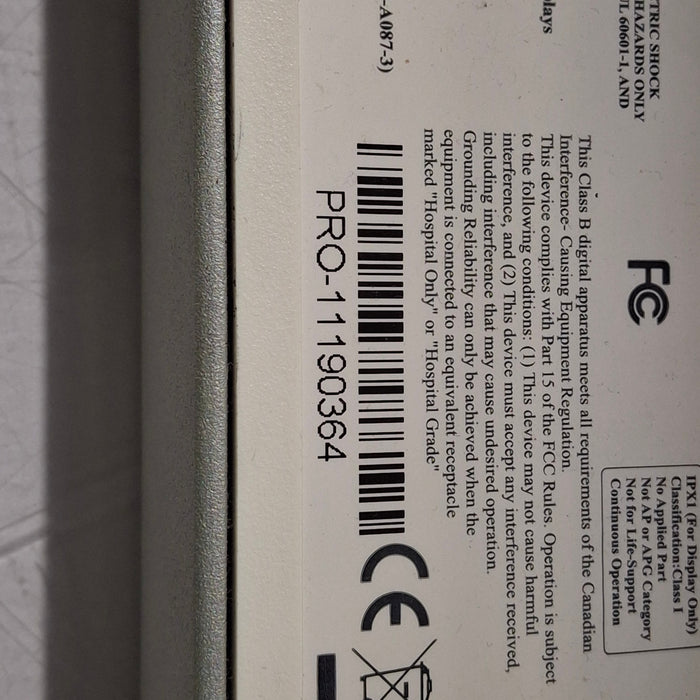 TRIC SHOCK
HAZARDS ONLY
UL 60601-1, AND
lays
-A087-3)
FC
IPX1 (For Display Only)
Classification:Class I
No Applied Part
Not AP or APG Category
Not for Life-Support
Continuous Operation
This Class B digital apparatus meets all requirements of the Canadian
Interference- Causing Equipment Regulation.
This device complies with Part 15 of the FCC Rules. Operation is subject
to the following conditions: (1) This device may not cause harmful
interference, and (2) This device must accept any interference received,
including interference that may cause undesired operation.
Grounding Reliability can only be achieved when the
equipment is connected to an equivalent receptacle
marked "Hospital Only" or "Hospital Grade"
PRO-11190364
CE